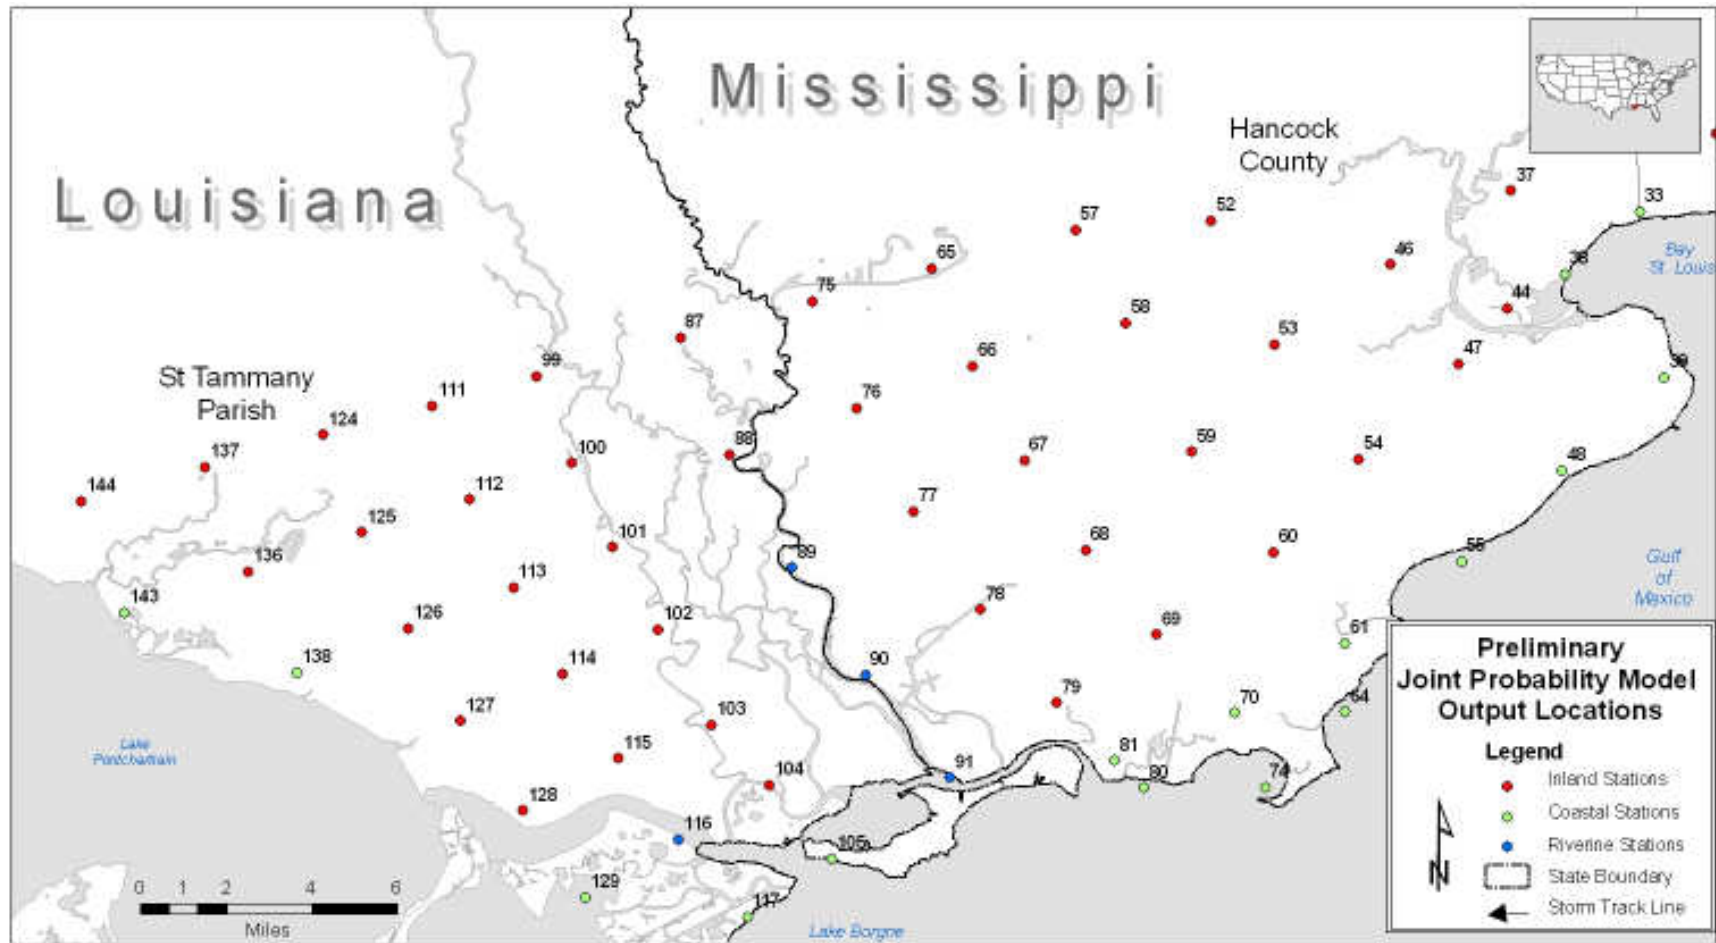 Mississippi
Louisiana
Hancock
County
St Tammany
Parish
37
33
52
57
65
46
Bay
St. Louis
38
75
44
58
87
53
47
66
99
39
111
76
124
88
59
67
54
48
137
100
144
112
77
125
101
68
60
55
136
89
Gulf
of
Mexico
113
78
143
126
102
69
61
138
114
90
79
70
64
127
103
115
81
91
104
80
74
Lake
Pontchartrain
128
116
105
129
117
Lake Borgne
0 1 2 4 6
Miles
Preliminary
Joint Probability Model
Output Locations
Legend
Inland Stations
Coastal Stations
Riverine Stations
State Boundary
Storm Track Line
N